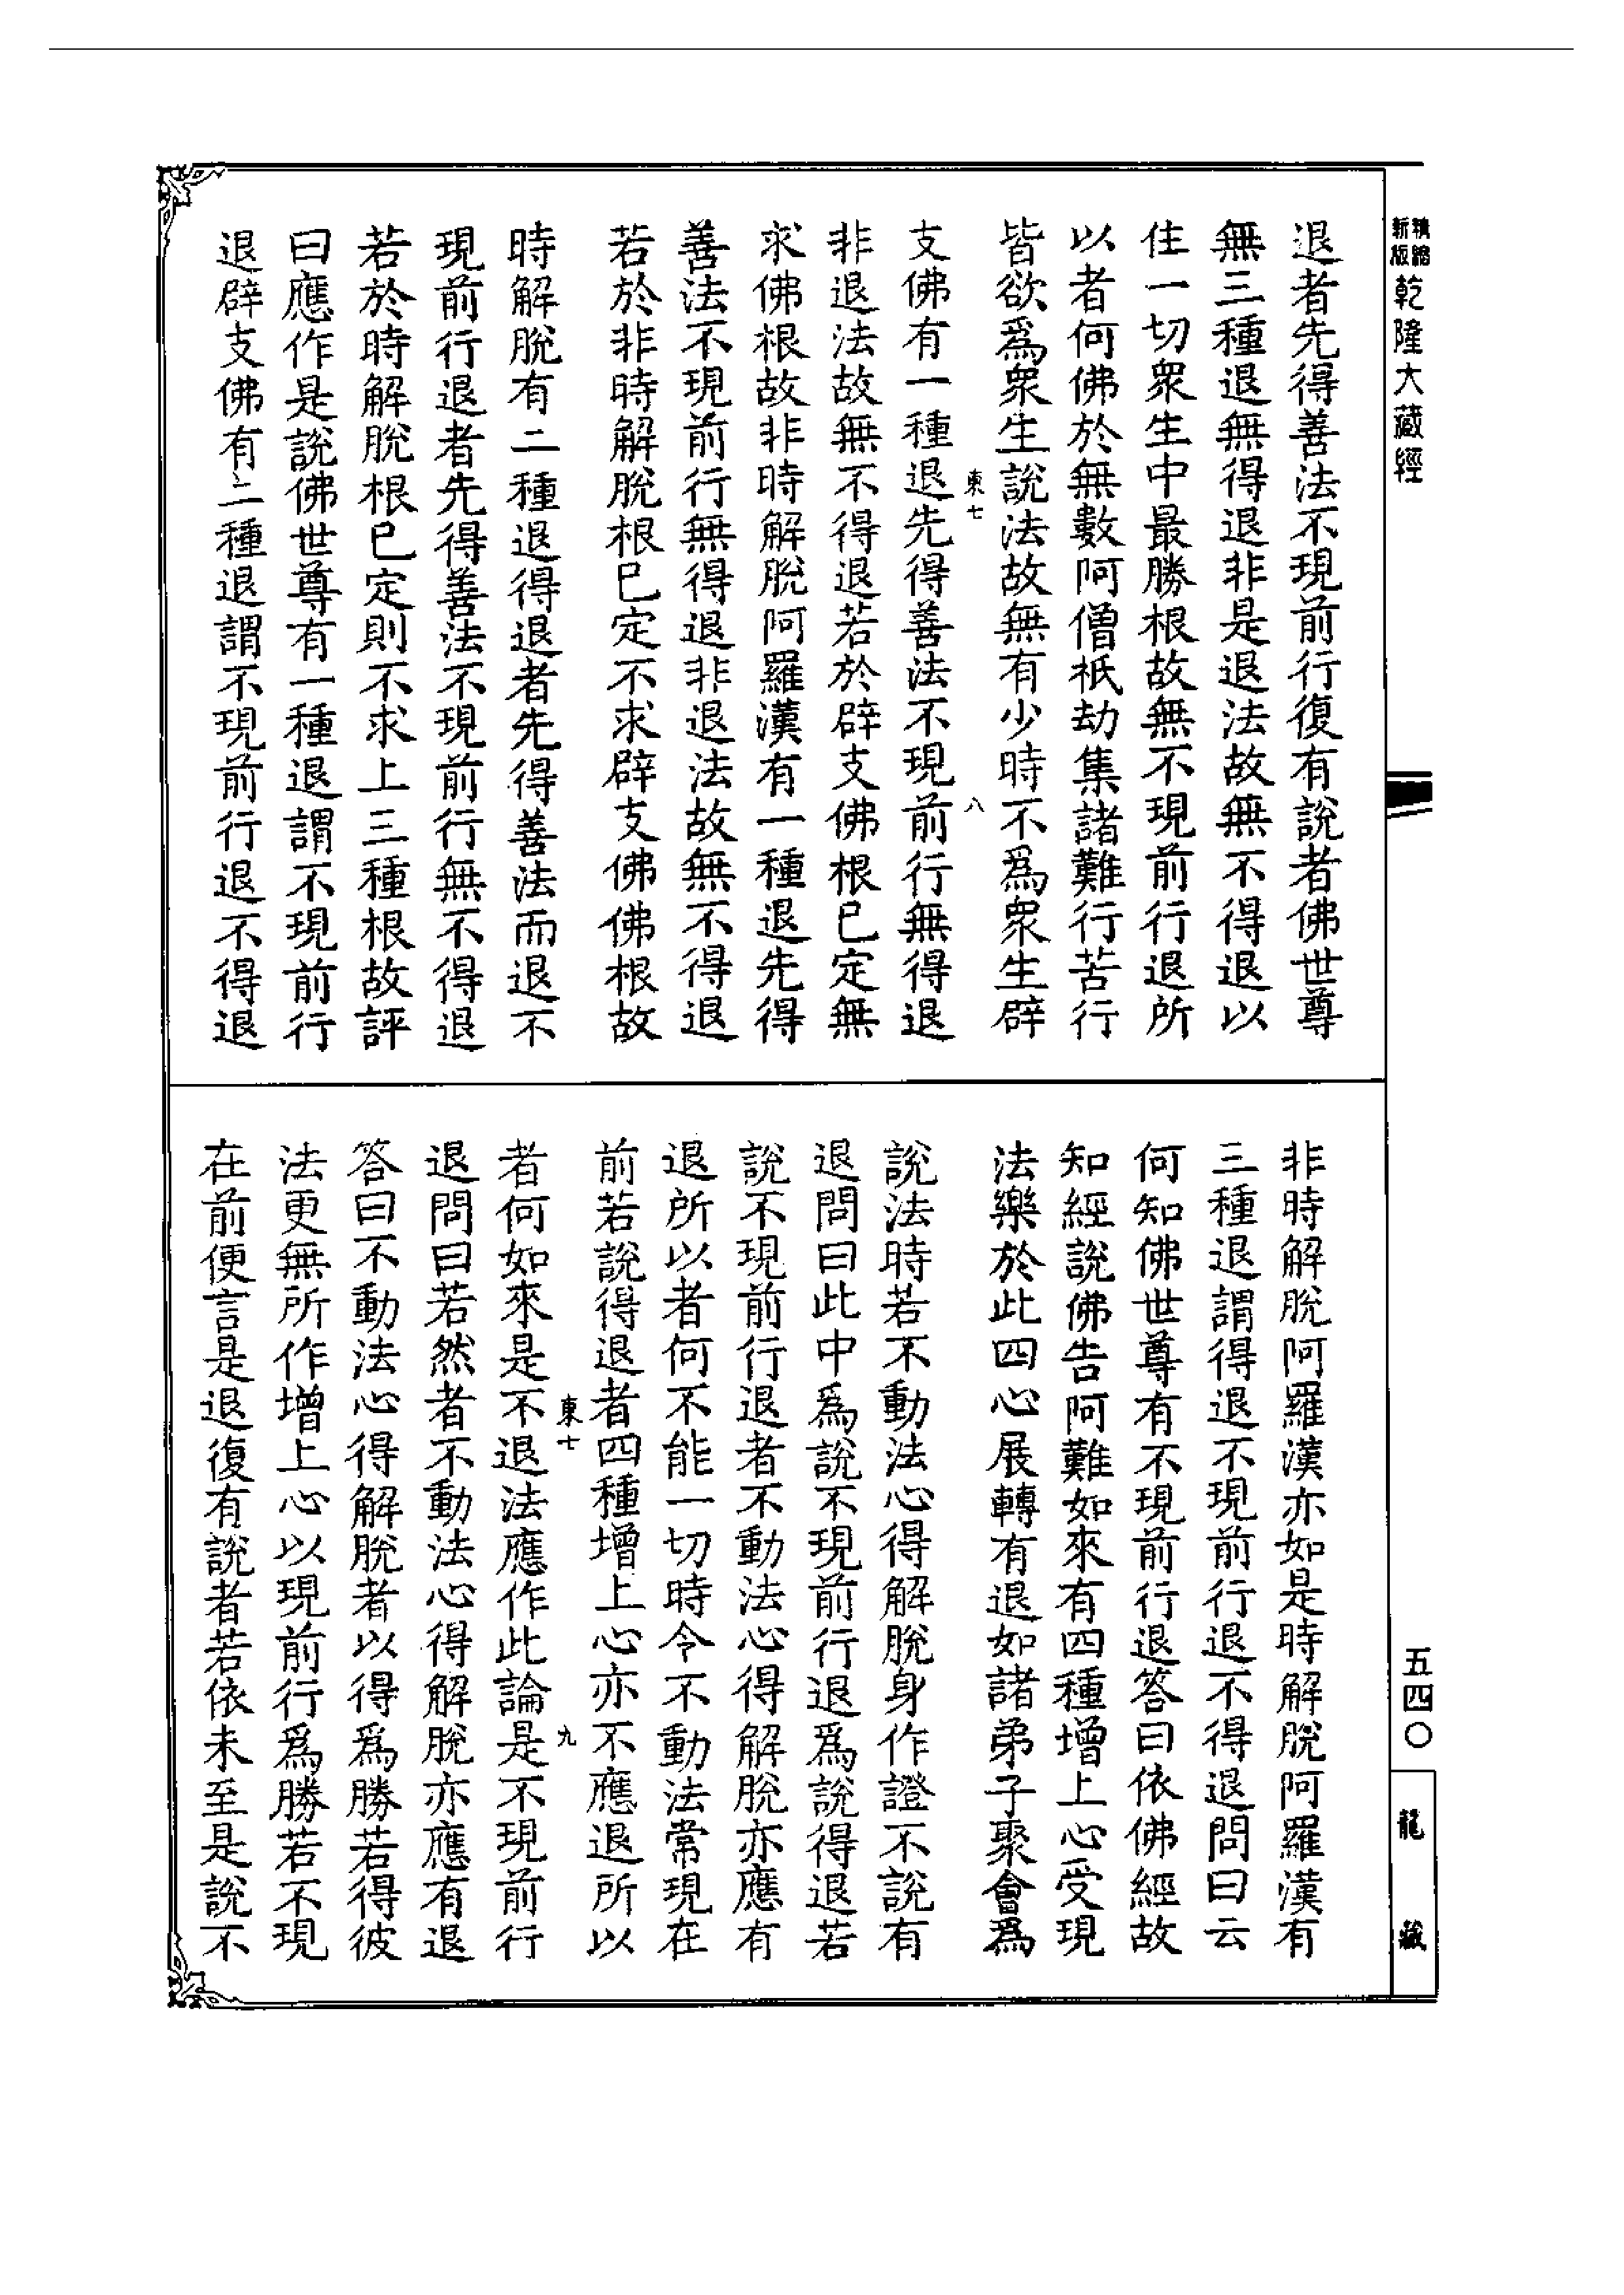 新版
精縮
乾隆大藏經
退者先得善法不現前行復有說者佛世尊
無三種退無得退非是退法故無不得退以
住一切衆生中最勝根故無不現前行退所
以者何佛於無數阿僧祇劫集諸難行苦行
皆欲爲衆生說法故無有少時不爲衆生辟
東七
八
支佛有一種退先得善法不現前行無得退
非退法故無不得退若於辟支佛根已定無
求佛根故非時解脫阿羅漢有一種退先得
善法不現前行無得退非退法故無不得退
若於非時解脫根已定不求辟支佛佛根故
時解脫有二種退得退者先得善法而退不
現前行退者先得善法不現前行無不得退
若於時解脫根已定則不求上三種根故評
曰應作是說佛世尊有一種退謂不現前行
退辟支佛有二種退謂不現前行退不得退
非時解脫阿羅漢亦如是時解脫阿羅漢有
三種退謂得退不現前行退不得退問曰云
何知佛世尊有不現前行退答曰依佛經故
知經說佛告阿難如來有四種增上心受現
法樂於此四心展轉有退如諸弟子聚會爲
說法時若不動法心得解脫身作證不說有
退問曰此中爲說不現前行退爲說得退若
說不現前行退者不動法心得解脫亦應有
退所以者何不能一切時令不動法常現在
前若說得退者四種增上心亦不應退所以
東七
九
者何如來是不退法應作此論是不現前行
退問曰若然者不動法心得解脫亦應有退
答曰不動法心得解脫者以得爲勝若得彼
法更無所作增上心以現前行爲勝若不現
在前便言是退復有說者若依未至是說不
五四〇
龍藏